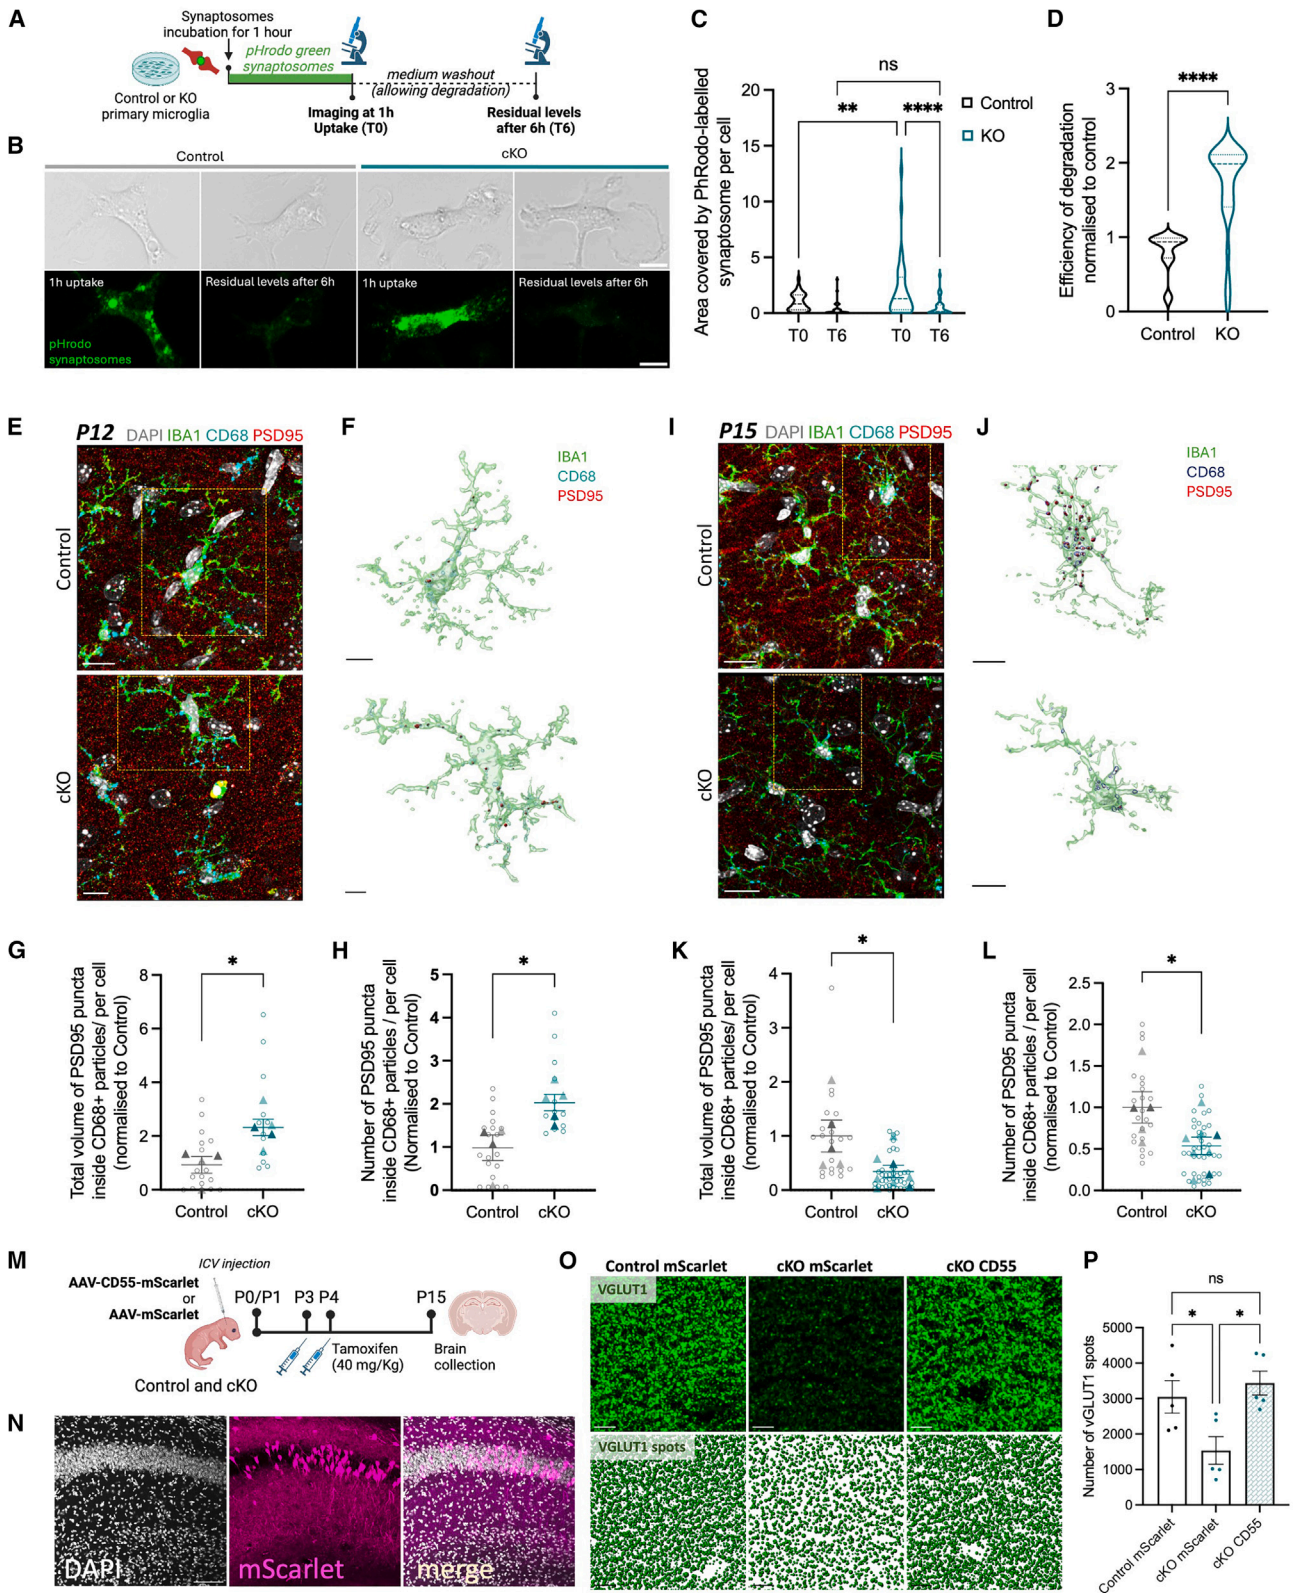 A
Synaptosomes
incubation for 1 hour
pHrodo green
synaptosomes
medium washout
(allowing degradation)
Control or KO
primary microglia
Imaging at 1h
Uptake (T0)
Residual levels
after 6h (T6)
B
Control
cKO
1h uptake
Residual levels after 6h
1h uptake
Residual levels after 6h
pHrodo
synaptosomes
C
Area covered by PhRodo-labelled
synaptosome per cell
20
15
10
5
0
ns
**
****
T0
T6
T0
T6
Control
KO
D
Efficiency of degradation
normalised to control
3
2
1
0
****
Control
KO
E
P12 DAPI IBA1 CD68 PSD95
Control
cKO
F
IBA1
CD68
PSD95
I
P15 DAPI IBA1 CD68 PSD95
Control
cKO
J
IBA1
CD68
PSD95
G
Total volume of PSD95 puncta
inside CD68+ particles/ per cell
(normalised to Control)
8
6
4
2
0
*
Control
cKO
H
Number of PSD95 puncta
inside CD68+ particles / per cell
(Normalised to Control)
5
4
3
2
1
0
*
Control
cKO
K
Total volume of PSD95 puncta
inside CD68+ particles/ per cell
(normalised to Control)
4
3
2
1
0
*
Control
cKO
L
Number of PSD95 puncta
inside CD68+ particles / per cell
(normalised to Control)
2.5
2.0
1.5
1.0
0.5
0.0
*
Control
cKO
M
ICV injection
AAV-CD55-mScarlet
or
AAV-mScarlet
P0/P1
P3 P4
P15
Tamoxifen
(40 mg/Kg)
Brain
collection
Control and cKO
N
DAPI
mScarlet
merge
O
Control mScarlet
cKO mScarlet
cKO CD55
VGLUT1
VGLUT1 spots
P
Number of vGLUT1 spots
5000
4000
3000
2000
1000
0
ns
*
*
Control mScarlet
cKO mScarlet
cKO CD55